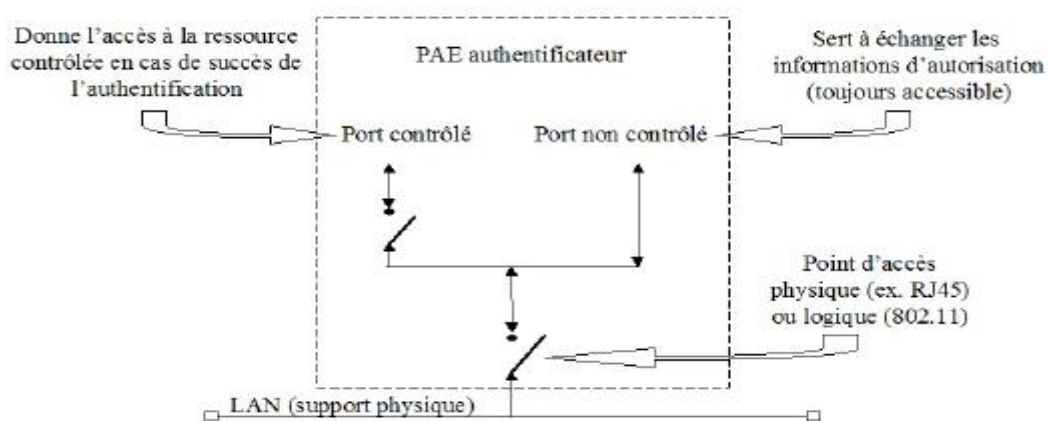 Donne l'accès à la ressource
contrôlée en cas de succès de
l'authentification
PAE authentificateur
Sert à échanger les
informations d'autorisation
(toujours accessible)
Port contrôlé
Port non contrôlé
Point d'accès
physique (ex. RJ45)
ou logique (802.11)
LAN (support physique)